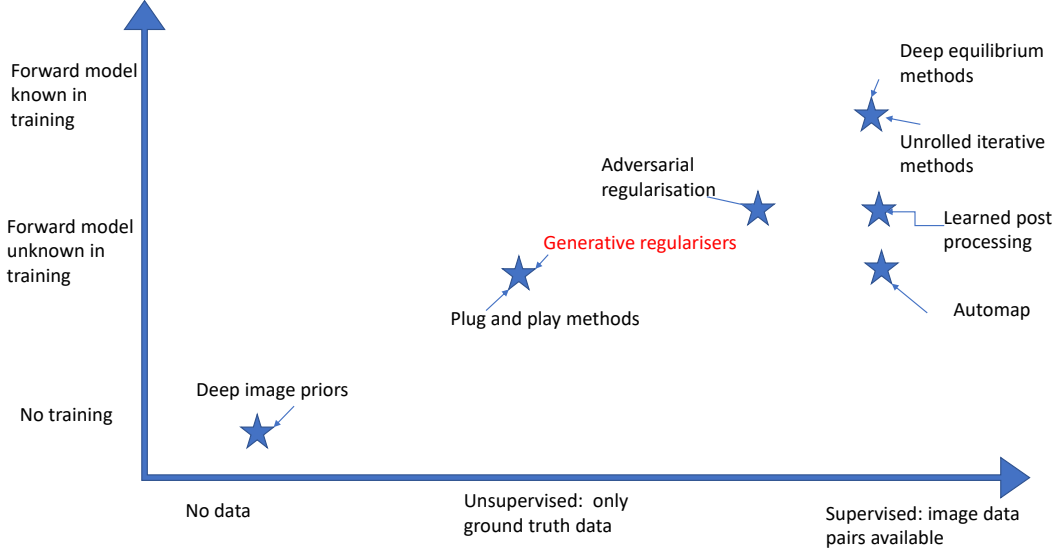 Deep equilibrium
methods
Forward model
known in
training
Unrolled iterative
methods
Adversarial
regularisation
Learned post
processing
Forward model
unknown in
training
Generative regularisers
Automap
Plug and play methods
Deep image priors
No training
No data
Unsupervised: only
ground truth data
Supervised: image data
pairs available